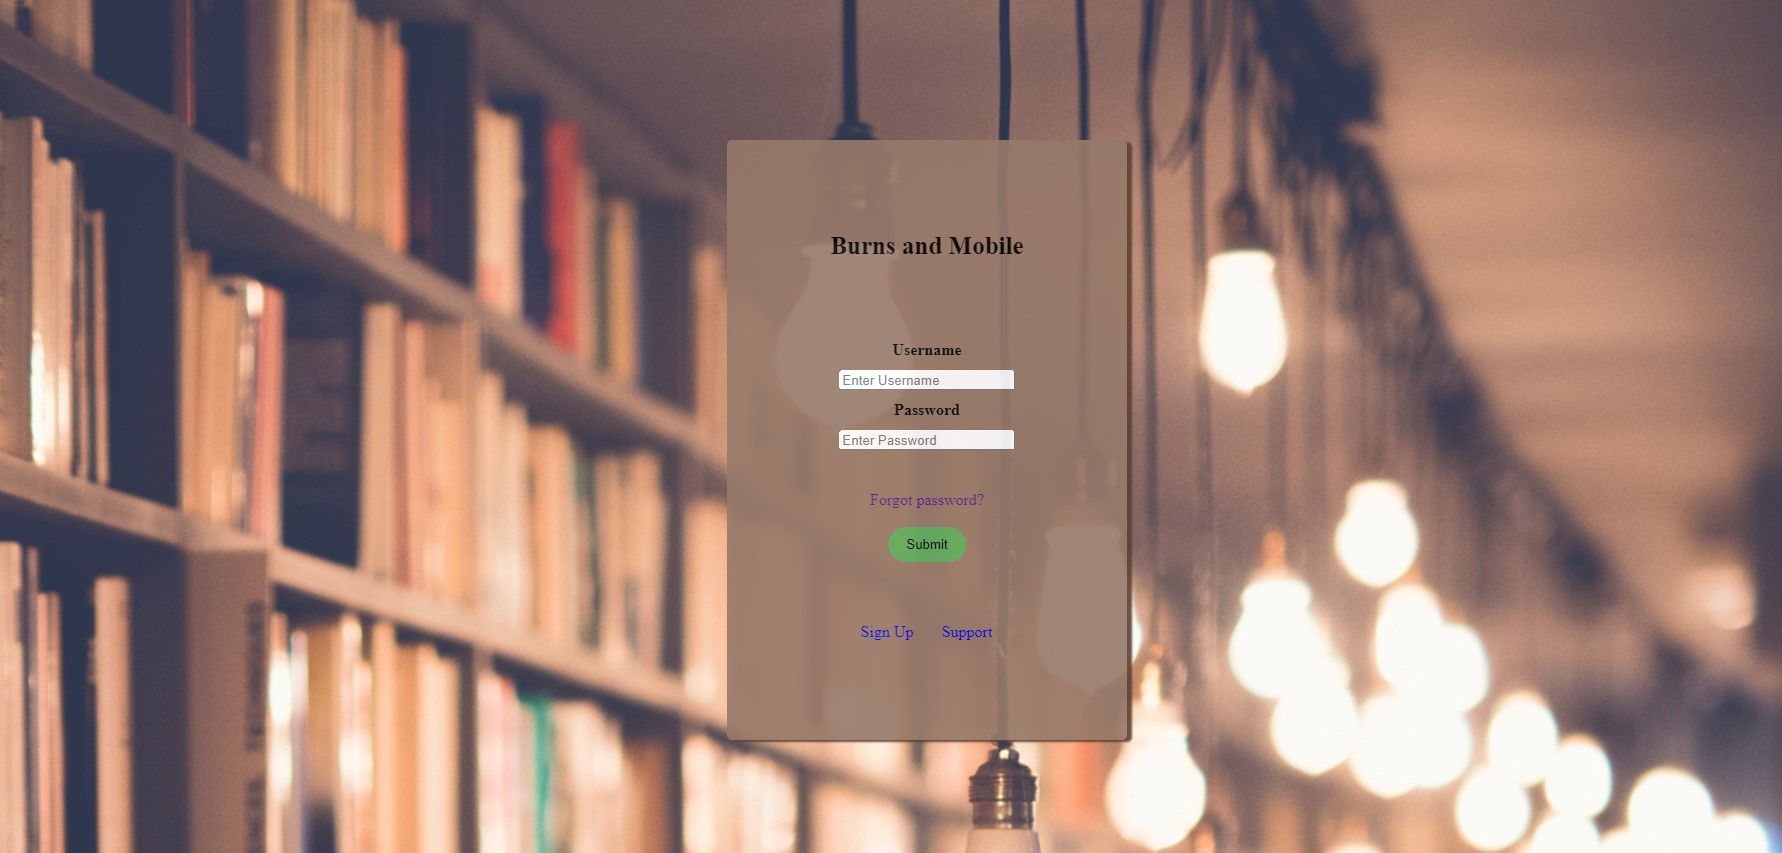 Burns and Mobile
Username
Enter Username
Password
Enter Password
Forgot password?
Submit
Sign Up Support